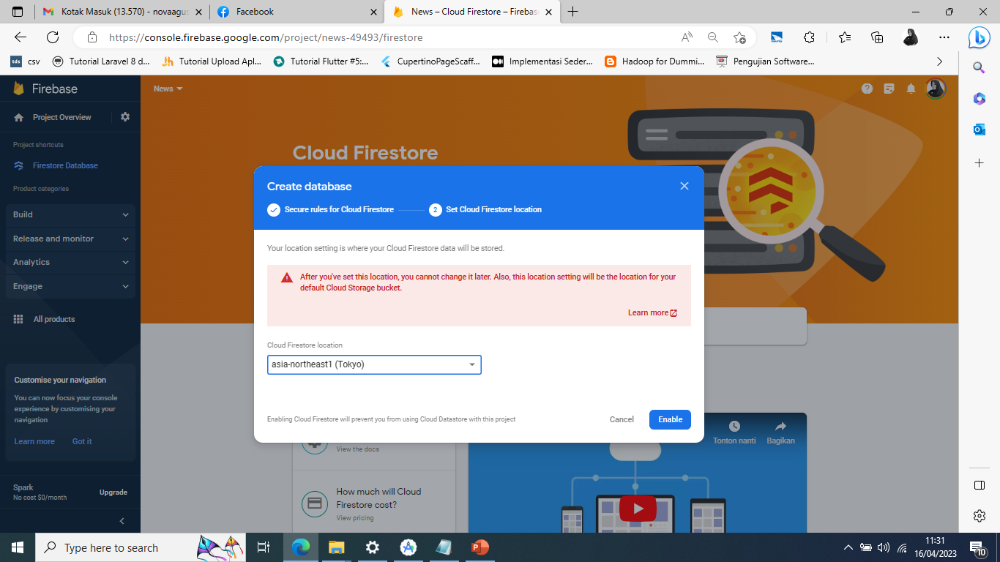 Kotak Masuk (13.570) - novaagus
Facebook
News – Cloud Firestore – Firebase
https://console.firebase.google.com/project/news-49493/firestore
tds csv
Tutorial Laravel 8 d...
Tutorial Upload Apl...
Tutorial Flutter #5:...
CupertinoPageScaff...
Implementasi Seder...
Hadoop for Dummi...
Pengujian Software...
Firebase
News
Project Overview
Project shortcuts
Firestore Database
Product categories
Build
Release and monitor
Analytics
Engage
All products
Customise your navigation
You can now focus your console
experience by customising your
navigation
Learn more Got it
Spark
No cost $0/month
Upgrade
Cloud Firestore
Create database
Secure rules for Cloud Firestore
2 Set Cloud Firestore location
Your location setting is where your Cloud Firestore data will be stored.
After you've set this location, you cannot change it later. Also, this location setting will be the location for your
default Cloud Storage bucket.
Learn more
Cloud Firestore location
asia-northeast1 (Tokyo)
Enabling Cloud Firestore will prevent you from using Cloud Datastore with this project
Cancel
Enable
View the docs
How much will Cloud
Firestore cost?
View pricing
Tonton nanti
Bagikan
Type here to search
11:31
16/04/2023
10